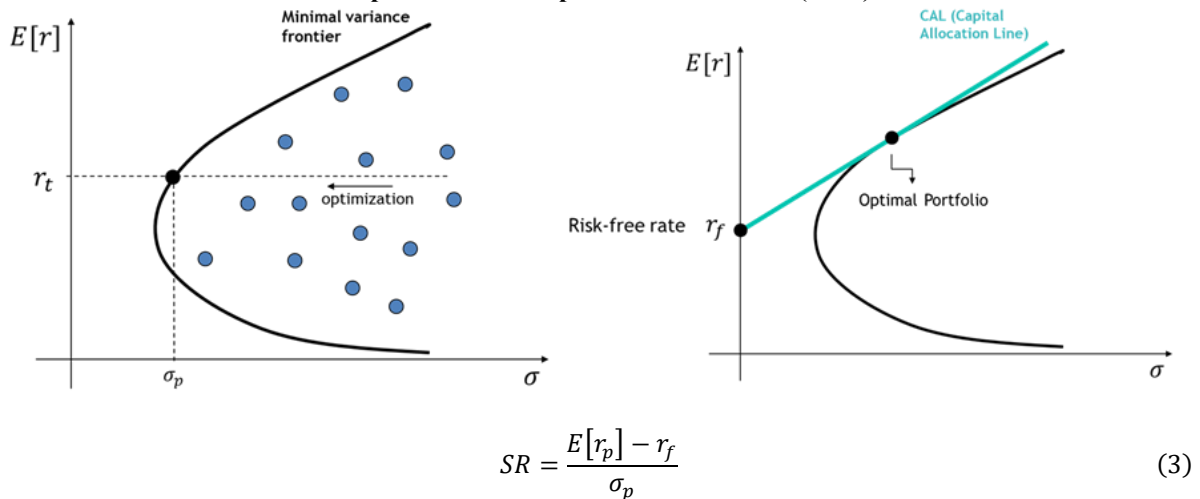 Minimal variance
frontier
E[r]
r_t
optimization
σ_p
σ
CAL (Capital
Allocation Line)
E[r]
Optimal Portfolio
Risk-free rate r_f
σ
SR = \frac{E[r_p] - r_f}{σ_p} (3)